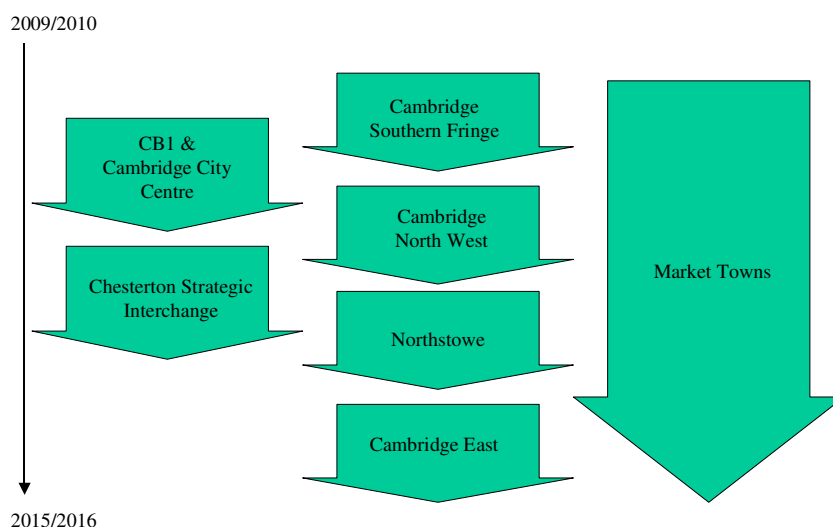 2009/2010
CB1 &
Cambridge City
Centre
Chesterton Strategic
Interchange
Cambridge
Southern Fringe
Cambridge
North West
Northstowe
Cambridge East
Market Towns
2015/2016